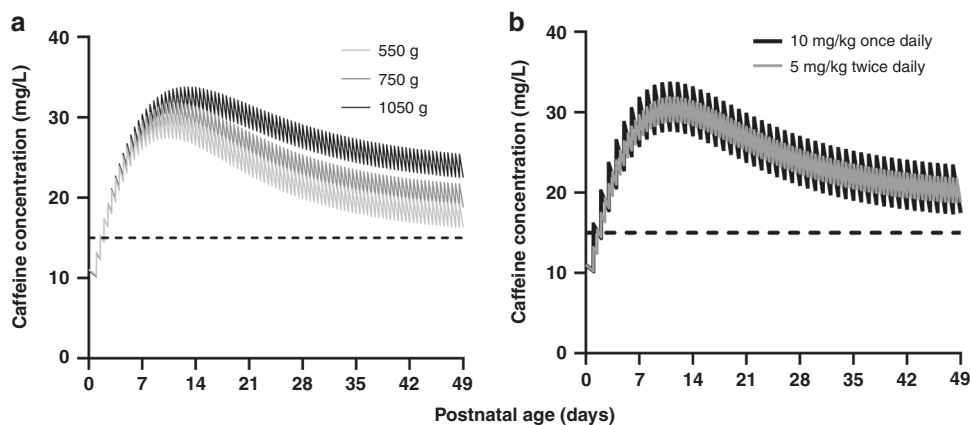 a
Caffeine concentration (mg/L)
40
30
20
10
0
0 7 14 21 28 35 42 49
550 g
750 g
1050 g
b
Caffeine concentration (mg/L)
40
30
20
10
0
0 7 14 21 28 35 42 49
10 mg/kg once daily
5 mg/kg twice daily
Postnatal age (days)